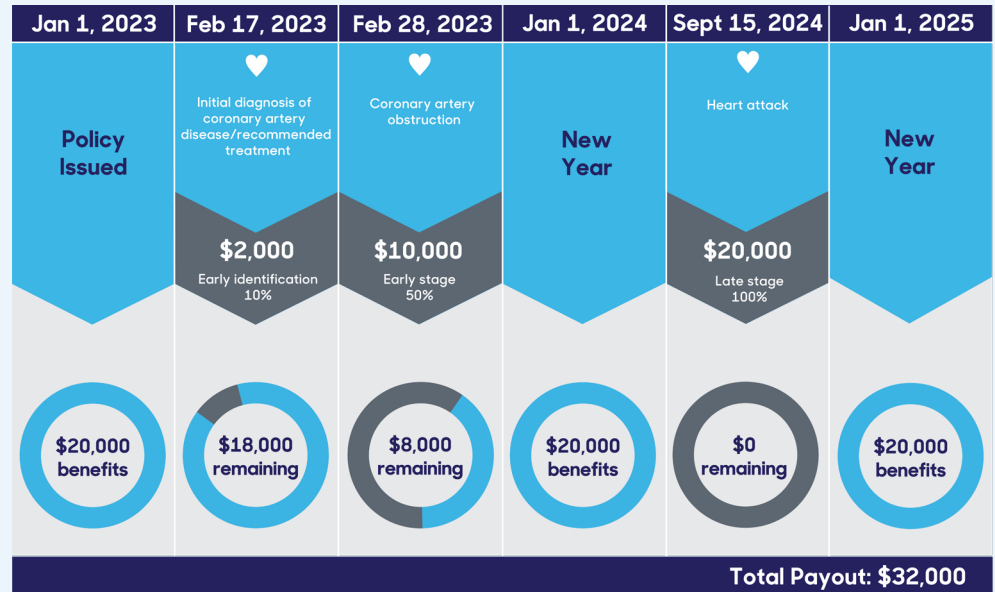 Jan 1, 2023
Feb 17, 2023
Feb 28, 2023
Jan 1, 2024
Sept 15, 2024
Jan 1, 2025
Policy
Issued
Initial diagnosis of
coronary artery
disease/recommended
treatment
Coronary artery
obstruction
New
Year
Heart attack
New
Year
$2,000
Early identification
10%
$10,000
Early stage
50%
$20,000
Late stage
100%
$20,000
benefits
$18,000
remaining
$8,000
remaining
$20,000
benefits
$0
remaining
$20,000
benefits
Total Payout: $32,000